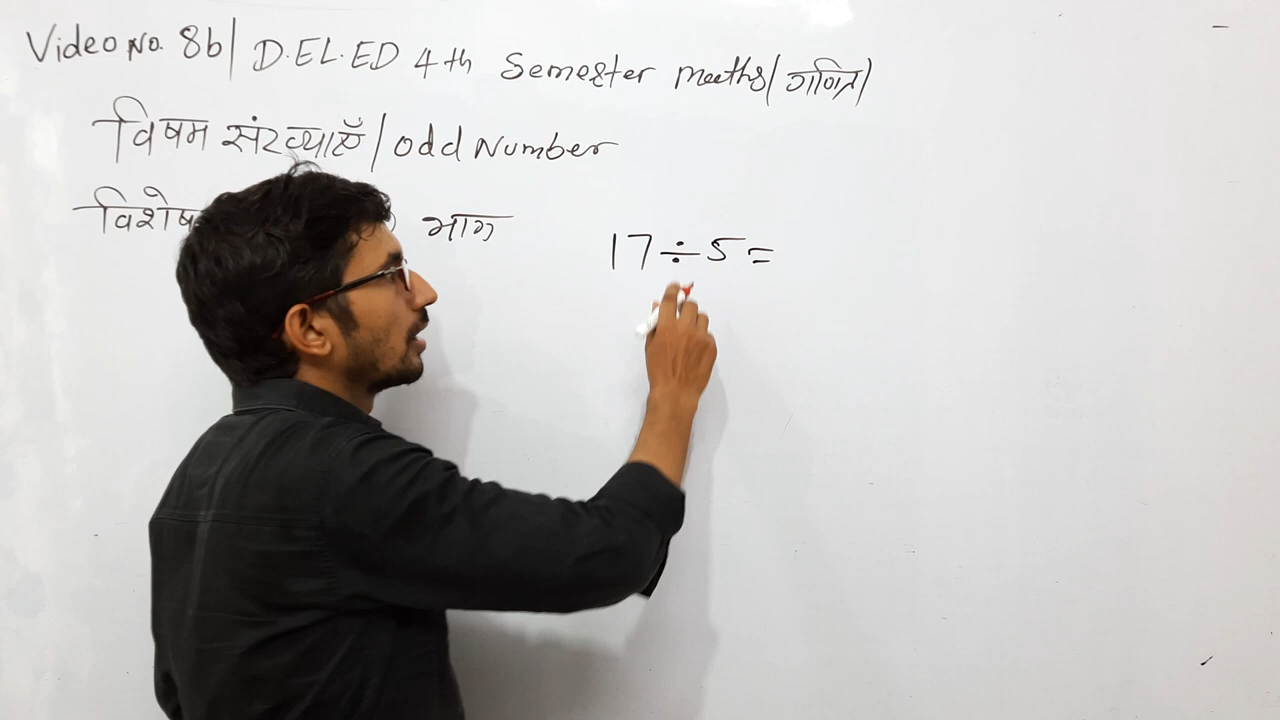 Video No. 8b/ D.EL.ED 4th Semester Maths/ गणित/
विषम संख्याएँ / odd Number
विशेष भाग
17÷5=